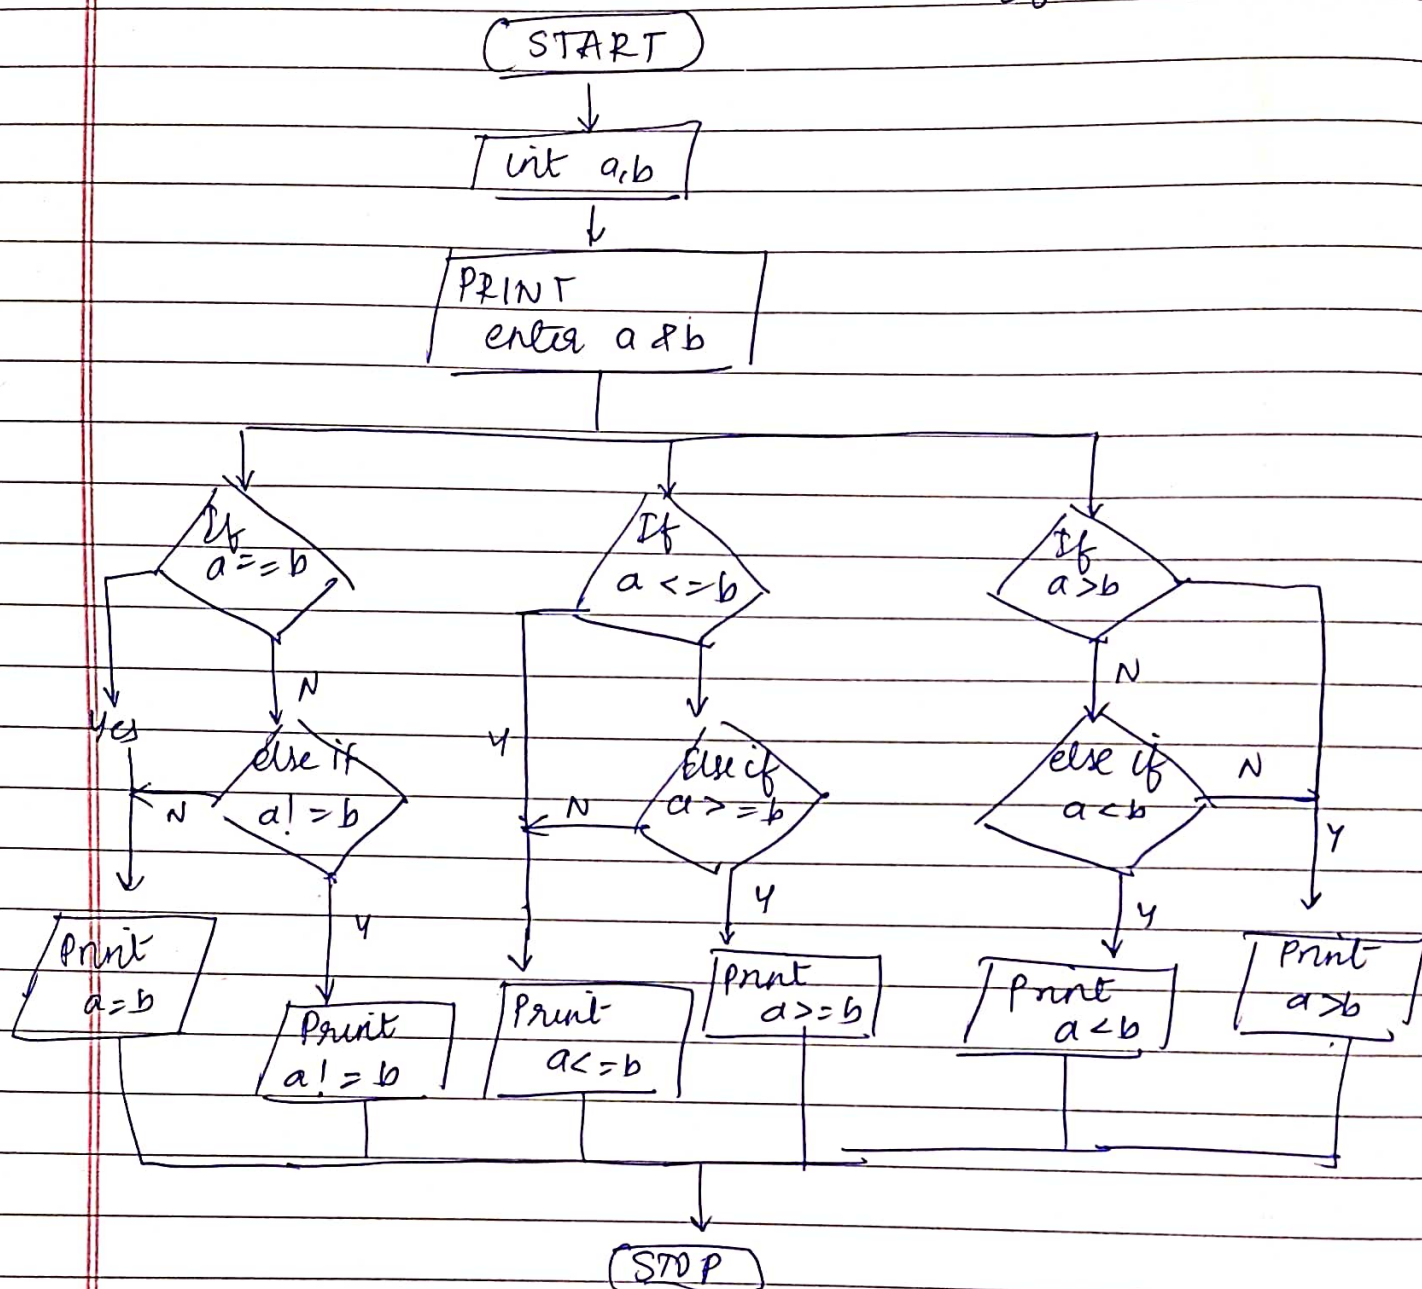 START
int a,b
PRINT
enter a & b
If
a==b
If
a <=b
If
a >b
N
N
Yes
Y
else if
a! =b
N
Else if
a > =b
N
else if
a <b
N
Y
Y
Y
Y
Print
a=b
Print
a! =b
Print
a< =b
Print
a> =b
Print
a <b
Print
a >b
STOP